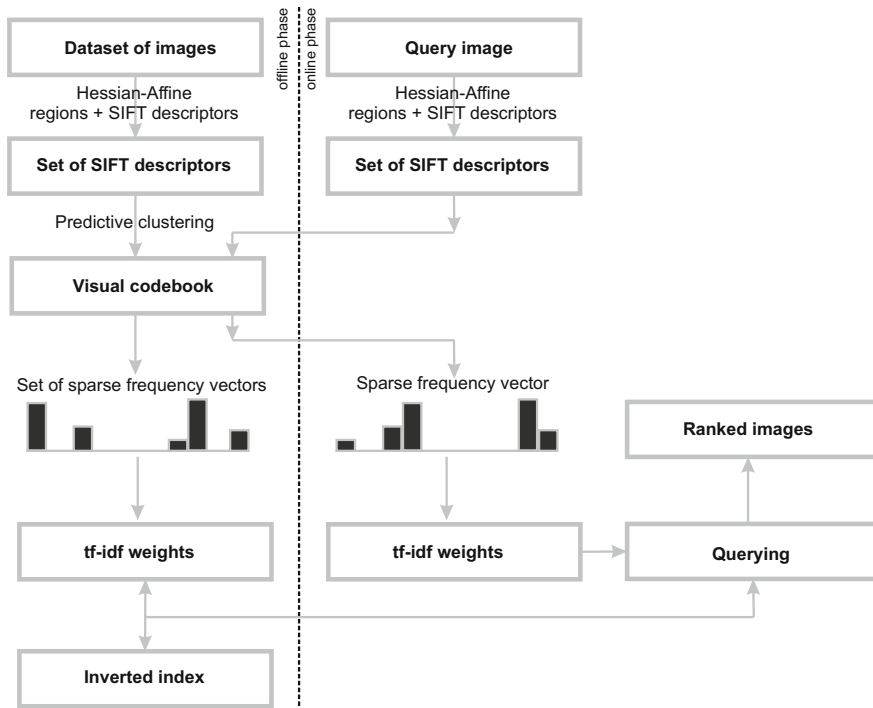 Dataset of images
offline phase
online phase
Query image
Hessian-Affine
regions + SIFT descriptors
Hessian-Affine
regions + SIFT descriptors
Set of SIFT descriptors
Set of SIFT descriptors
Predictive clustering
Visual codebook
Set of sparse frequency vectors
Sparse frequency vector
Ranked images
tf-idf weights
tf-idf weights
Querying
Inverted index